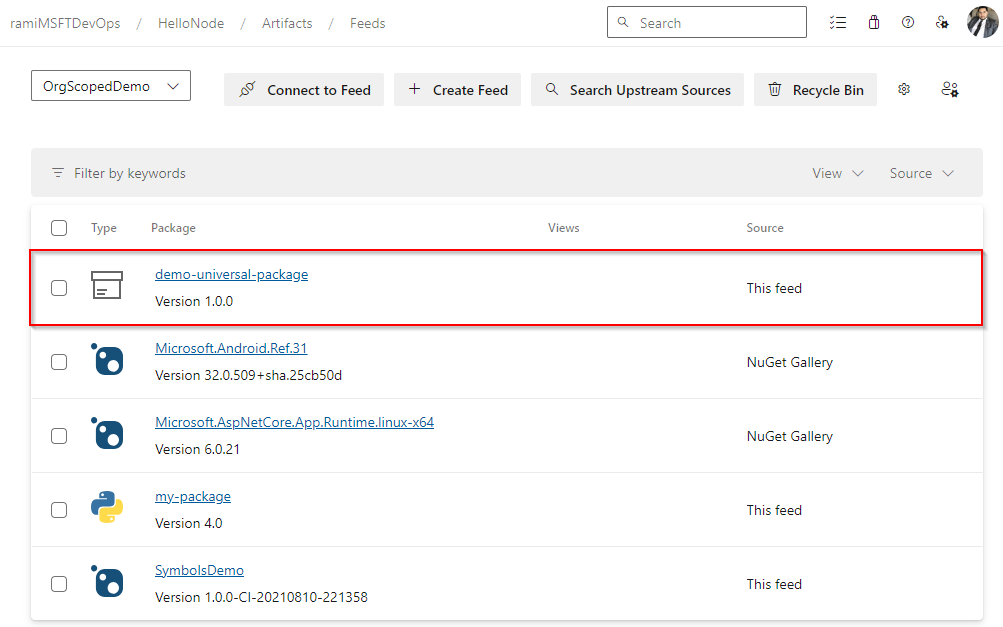 ramiMSFTDevOps / HelloNode / Artifacts / Feeds
Search
OrgScopedDemo
Connect to Feed
Create Feed
Search Upstream Sources
Recycle Bin
Filter by keywords
View
Source
Type Package Views Source
demo-universal-package
Version 1.0.0
This feed
Microsoft.Android.Ref.31
Version 32.0.509+sha.25cb50d
NuGet Gallery
Microsoft.AspNetCore.App.Runtime.linux-x64
Version 6.0.21
NuGet Gallery
my-package
Version 4.0
This feed
SymbolsDemo
Version 1.0.0-CI-20210810-221358
This feed